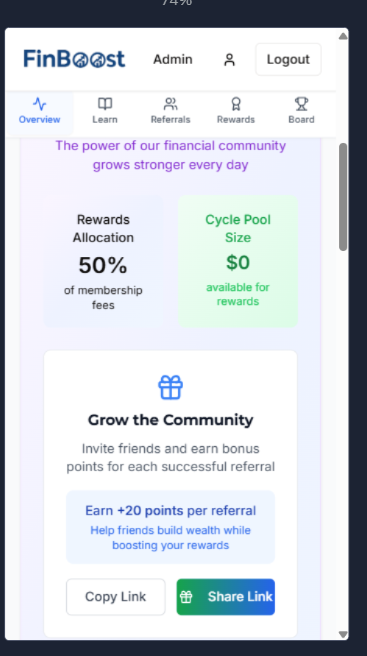 74%
FinBoost
Admin
Logout
Overview
Learn
Referrals
Rewards
Board
The power of our financial community
grows stronger every day
Rewards
Allocation
50%
of membership
fees
Cycle Pool
Size
$0
available for
rewards
Grow the Community
Invite friends and earn bonus
points for each successful referral
Earn +20 points per referral
Help friends build wealth while
boosting your rewards
Copy Link
Share Link